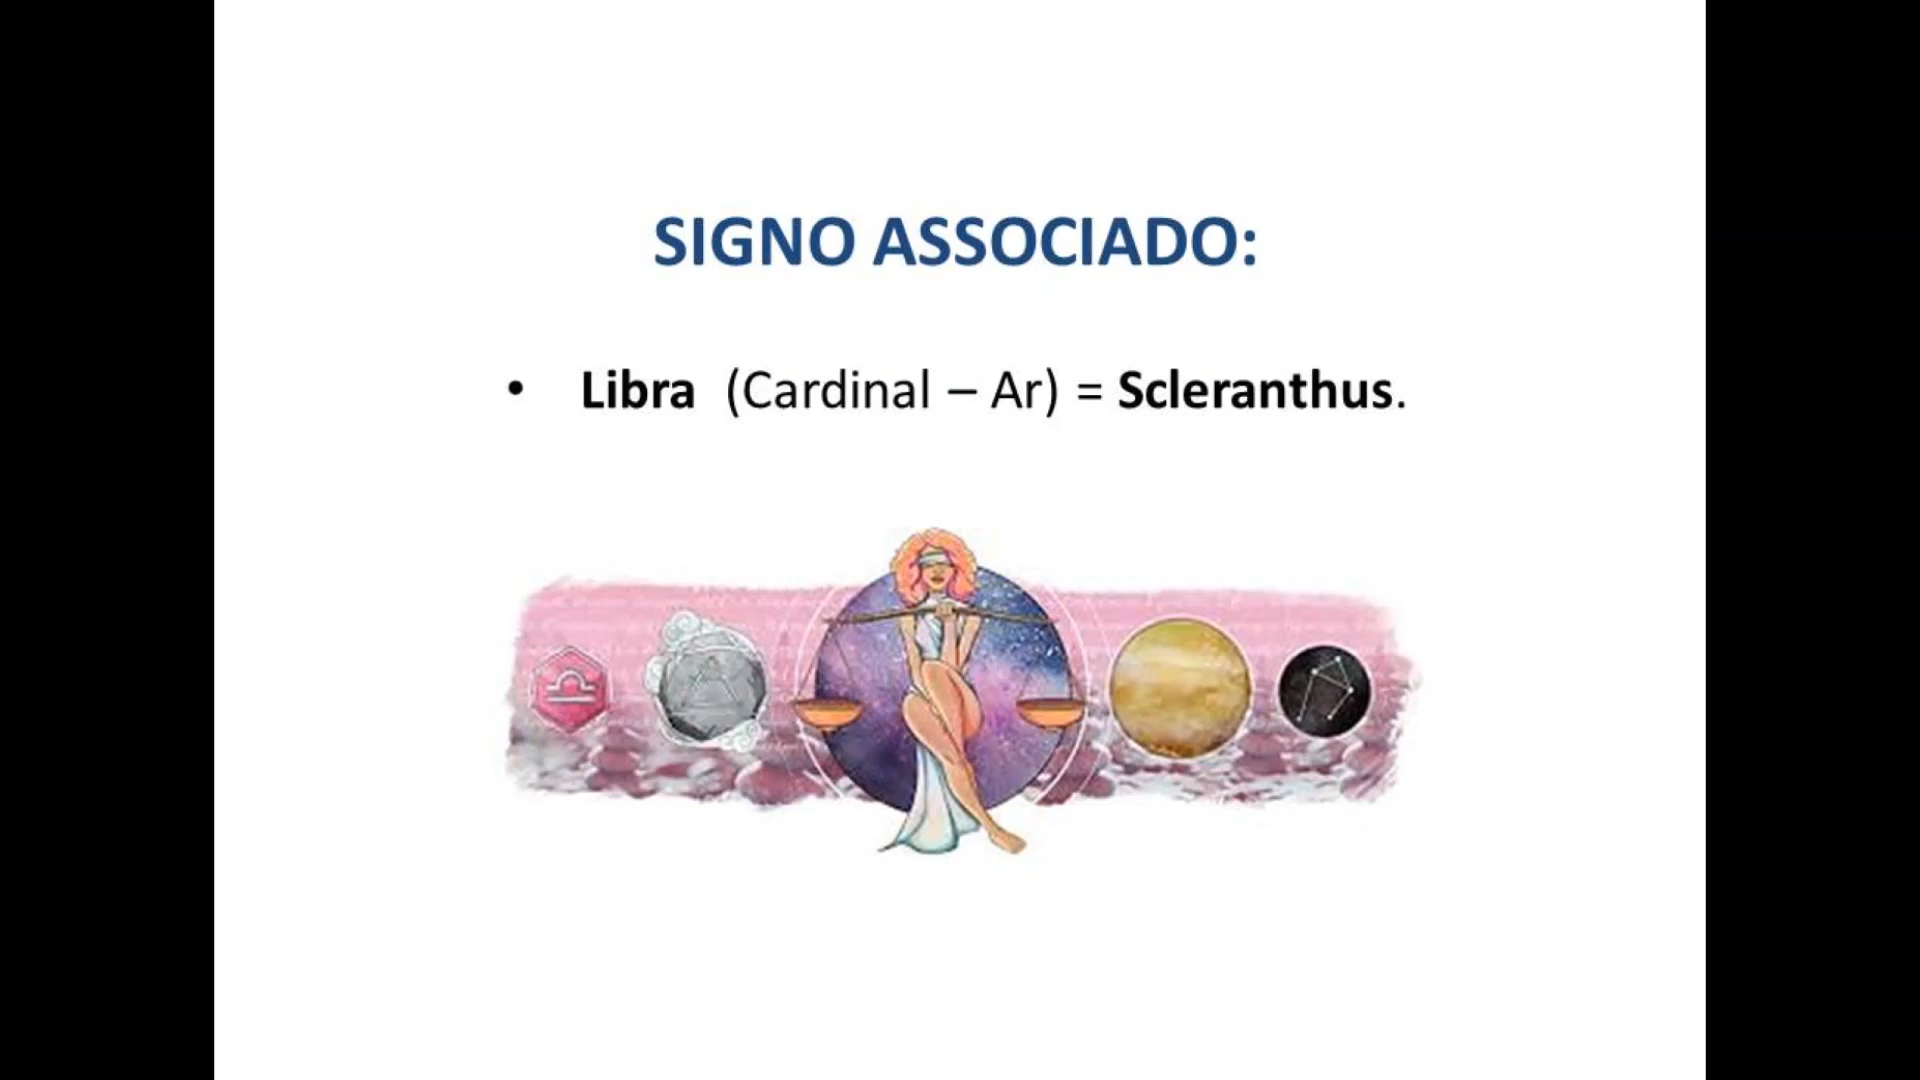 SIGNO ASSOCIADO:
• Libra (Cardinal – Ar) = Scleranthus.